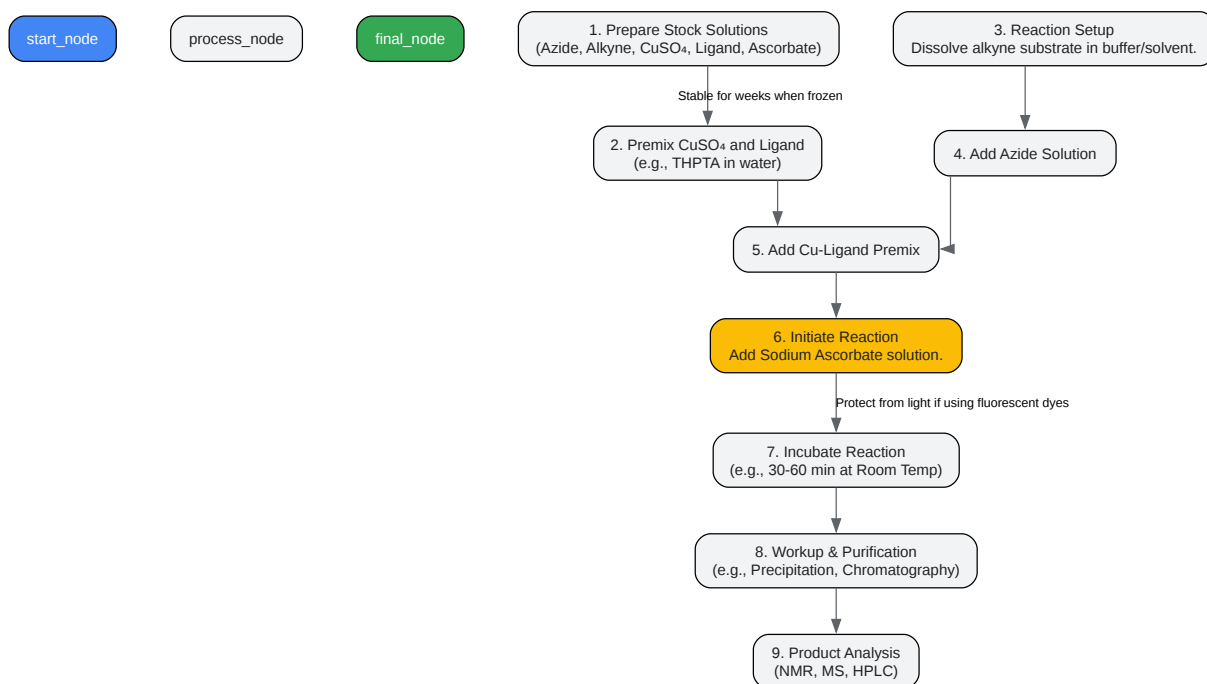 start_node
process_node
final_node
1. Prepare Stock Solutions
(Azide, Alkyne, CuSO₄, Ligand, Ascorbate)
3. Reaction Setup
Dissolve alkyne substrate in buffer/solvent.
Stable for weeks when frozen
2. Premix CuSO₄ and Ligand
(e.g., THPTA in water)
4. Add Azide Solution
5. Add Cu-Ligand Premix
6. Initiate Reaction
Add Sodium Ascorbate solution.
Protect from light if using fluorescent dyes
7. Incubate Reaction
(e.g., 30-60 min at Room Temp)
8. Workup & Purification
(e.g., Precipitation, Chromatography)
9. Product Analysis
(NMR, MS, HPLC)